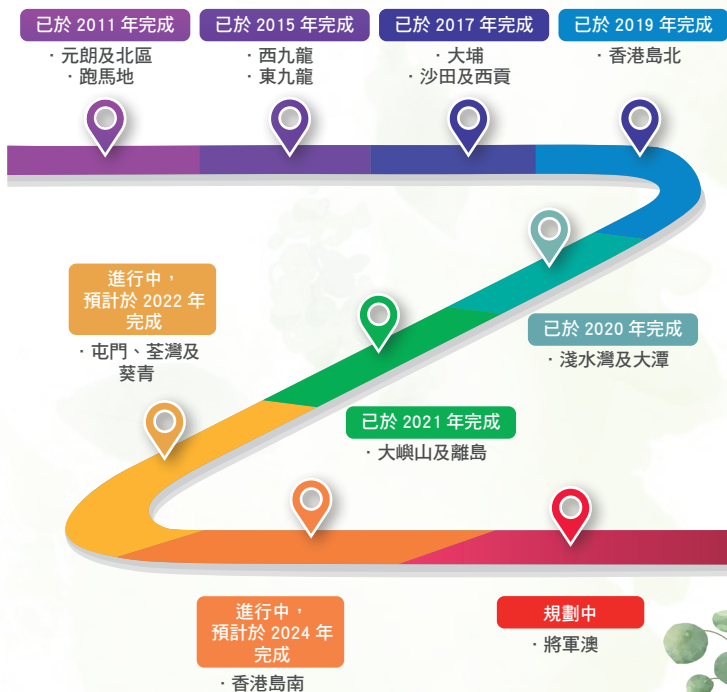 已於 2011 年完成
· 元朗及北區
· 跑馬地
已於 2015 年完成
· 西九龍
· 東九龍
已於 2017 年完成
· 大埔
· 沙田及西貢
已於 2019 年完成
· 香港島北
已於 2020 年完成
· 淺水灣及大潭
已於 2021 年完成
· 大嶼山及離島
進行中，
預計於 2022 年
完成
· 屯門、荃灣及
葵青
進行中，
預計於 2024 年
完成
· 香港島南
規劃中
· 將軍澳